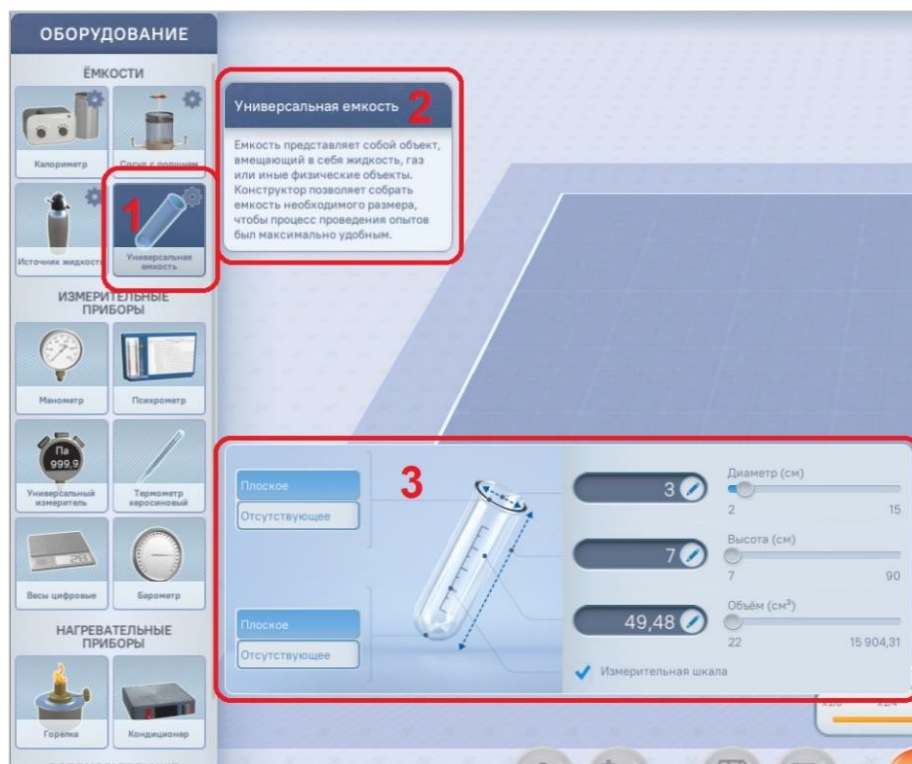 ОБОРУДОВАНИЕ
ЁМКОСТИ
Калориметр
Сосуд с поршнем
Источник жидкости
1
Универсальная
емкость
Универсальная емкость 2
Емкость представляет собой объект,
вмещающий в себя жидкость, газ
или иные физические объекты.
Конструктор позволяет собрать
емкость необходимого размера,
чтобы процесс проведения опытов
был максимально удобным.
ИЗМЕРИТЕЛЬНЫЕ
ПРИБОРЫ
Манометр
Психрометр
Па
999,9
Универсальный
измеритель
Термометр
керосиновый
Весы цифровые
Барометр
НАГРЕВАТЕЛЬНЫЕ
ПРИБОРЫ
Горелка
Кондиционер
3
Плоское
Отсутствующее
Плоское
Отсутствующее
3
Диаметр (см)
2 15
7
Высота (см)
7 90
49,48
Объём (см³)
22 15 904,31
Измерительная шкала